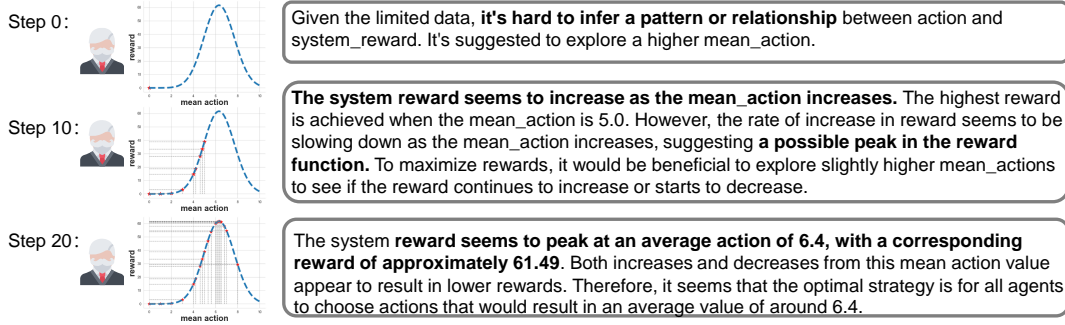 Step 0:
reward
mean action
Given the limited data, it's hard to infer a pattern or relationship between action and
system_reward. It's suggested to explore a higher mean_action.
Step 10:
reward
mean action
The system reward seems to increase as the mean_action increases. The highest reward
is achieved when the mean_action is 5.0. However, the rate of increase in reward seems to be
slowing down as the mean_action increases, suggesting a possible peak in the reward
function. To maximize rewards, it would be beneficial to explore slightly higher mean_actions
to see if the reward continues to increase or starts to decrease.
Step 20:
reward
mean action
The system reward seems to peak at an average action of 6.4, with a corresponding
reward of approximately 61.49. Both increases and decreases from this mean action value
appear to result in lower rewards. Therefore, it seems that the optimal strategy is for all agents
to choose actions that would result in an average value of around 6.4.